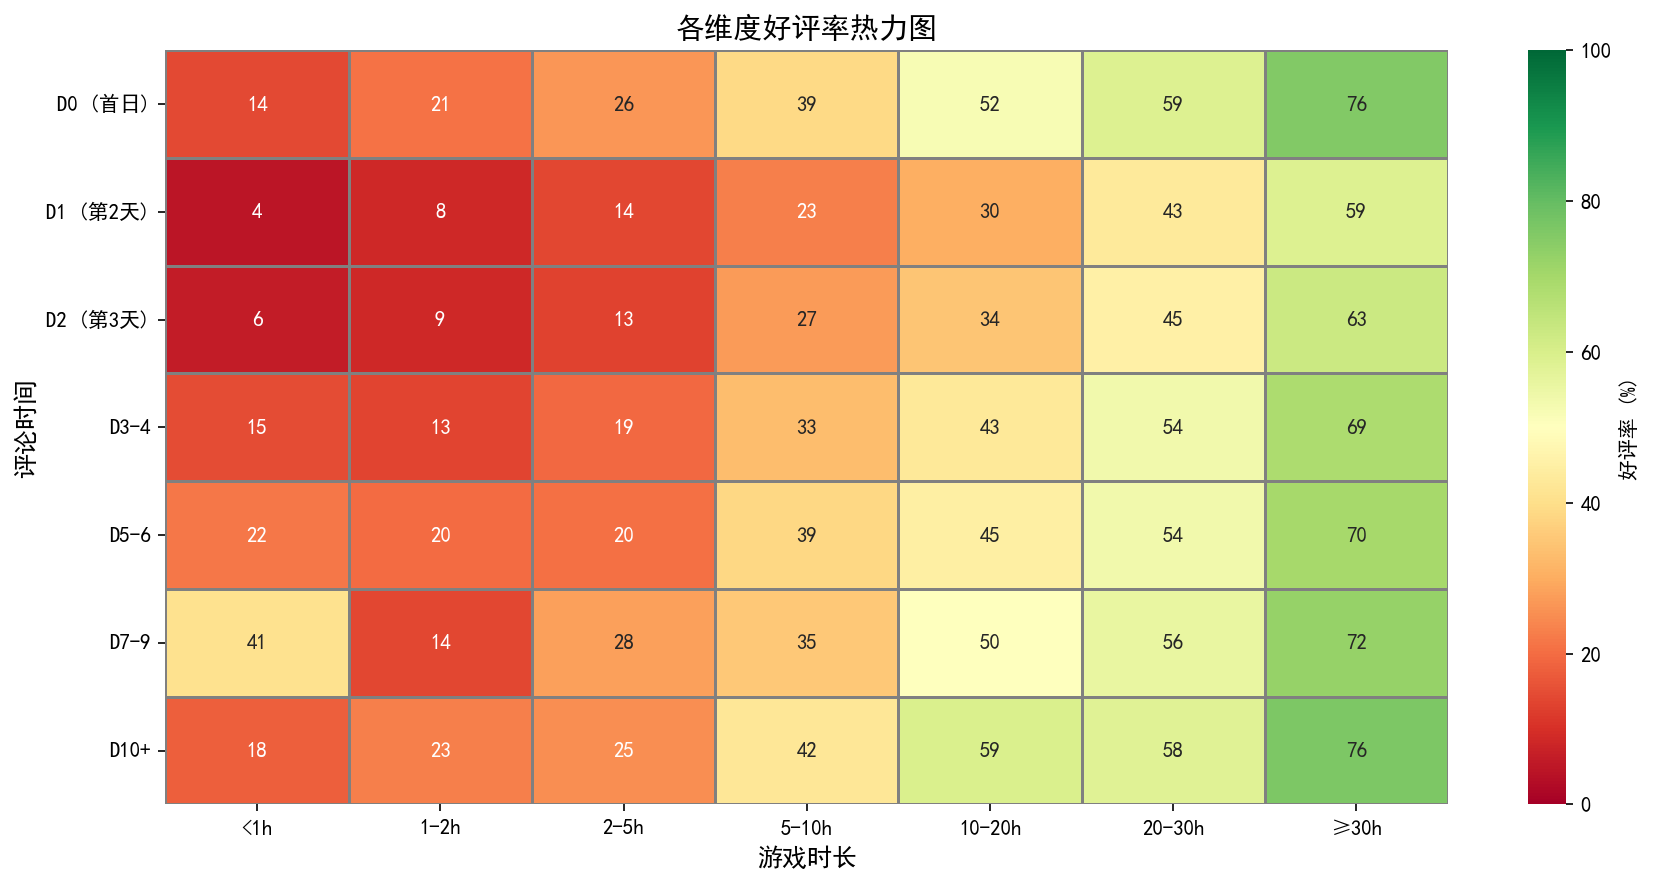 各维度好评率热力图
评论时间
D0 (首日) 14 21 26 39 52 59 76
D1 (第2天) 4 8 14 23 30 43 59
D2 (第3天) 6 9 13 27 34 45 63
D3-4 15 13 19 33 43 54 69
D5-6 22 20 20 39 45 54 70
D7-9 41 14 28 35 50 56 72
D10+ 18 23 25 42 59 58 76
<1h 1-2h 2-5h 5-10h 10-20h 20-30h ≥30h
游戏时长
100
80
60
40
20
0
好评率 (%)